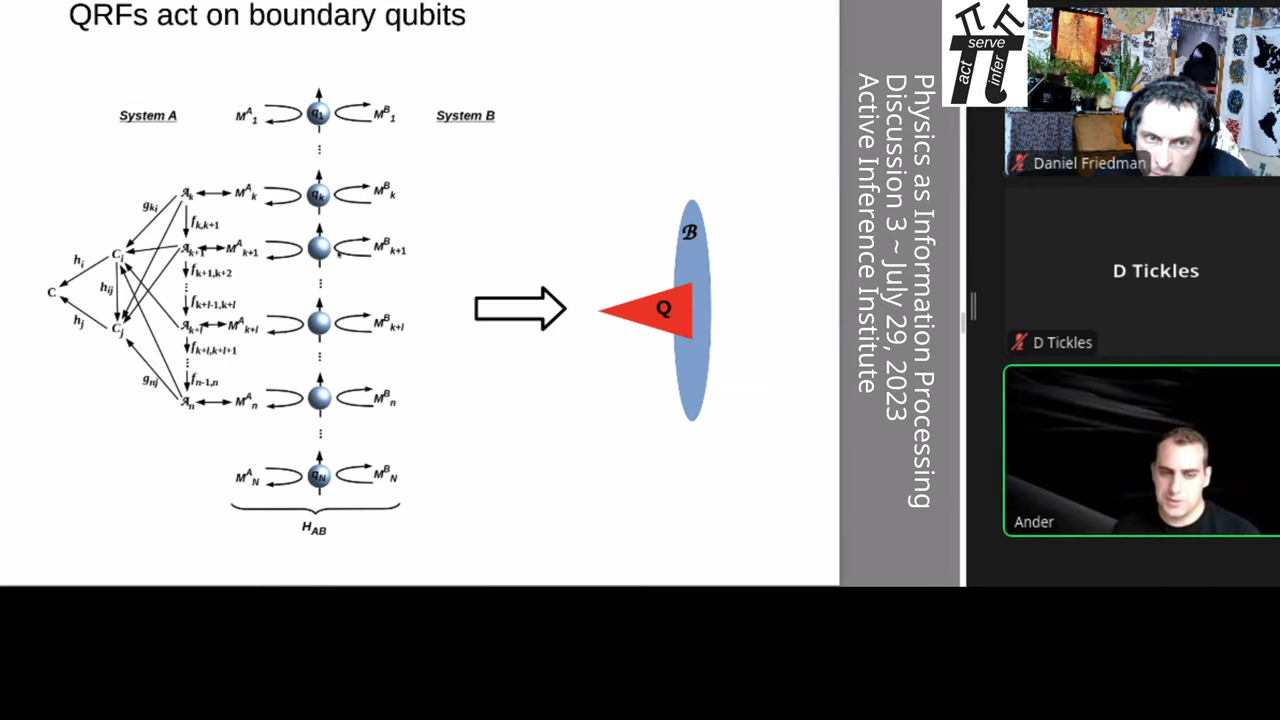 QRFs act on boundary qubits
System A
System B
M^A_1
q_1
M^B_1
A_k
M^A_k
q_k
M^B_k
g_ki
f_k,k+1
A_k+1
M^A_k+1
M^B_k+1
C_i
h_i
f_k+1,k+2
h_ij
C
f_k+l-1,k+l
h_j
C_j
A_k+l
M^A_k+l
M^B_k+l
f_k+l,k+l+1
g_nj
f_n-1,n
A_n
M^A_n
M^B_n
M^A_N
q_N
M^B_N
H_AB
B
Q
Physics as Information Processing
Discussion 3 ~ July 29, 2023
Active Inference Institute
act
serve
infer
Daniel Friedman
D Tickles
D Tickles
Ander